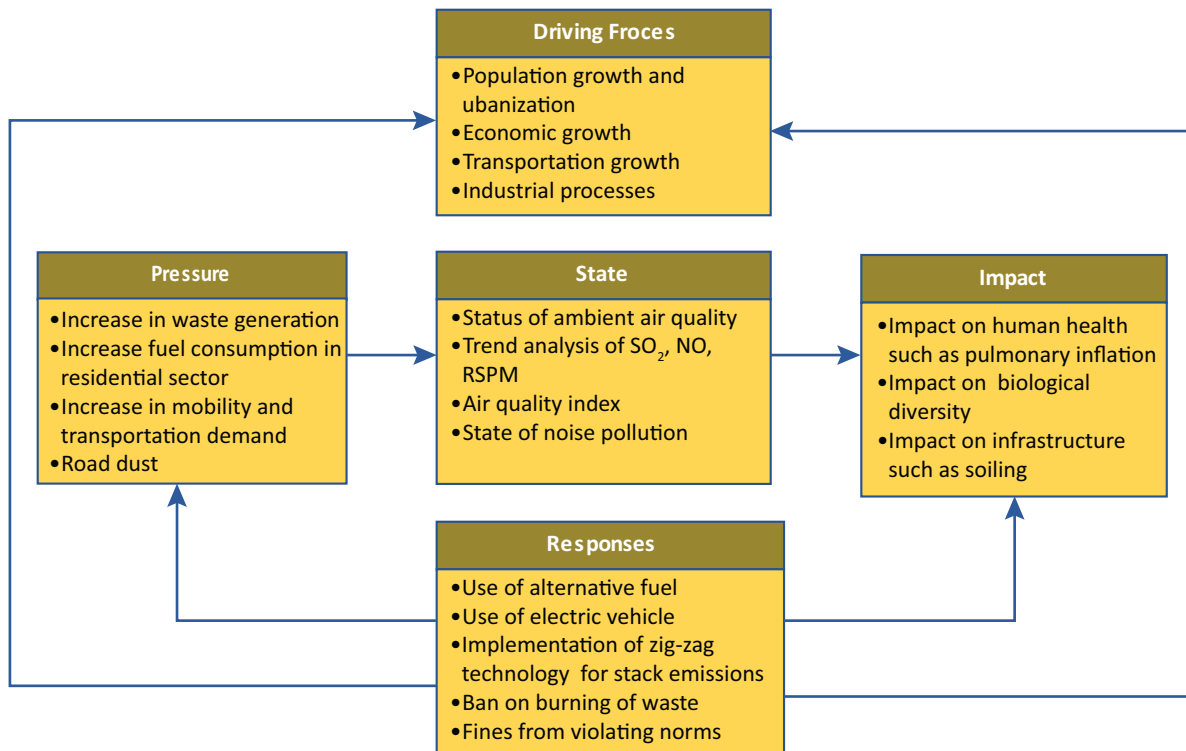 Driving Froces
•Population growth and
ubanization
•Economic growth
•Transportation growth
•Industrial processes
Pressure
•Increase in waste generation
•Increase fuel consumption in
residential sector
•Increase in mobility and
transportation demand
•Road dust
State
•Status of ambient air quality
•Trend analysis of SO₂, NO,
RSPM
•Air quality index
•State of noise pollution
Impact
•Impact on human health
such as pulmonary inflation
•Impact on biological
diversity
•Impact on infrastructure
such as soiling
Responses
•Use of alternative fuel
•Use of electric vehicle
•Implementation of zig-zag
technology for stack emissions
•Ban on burning of waste
•Fines from violating norms